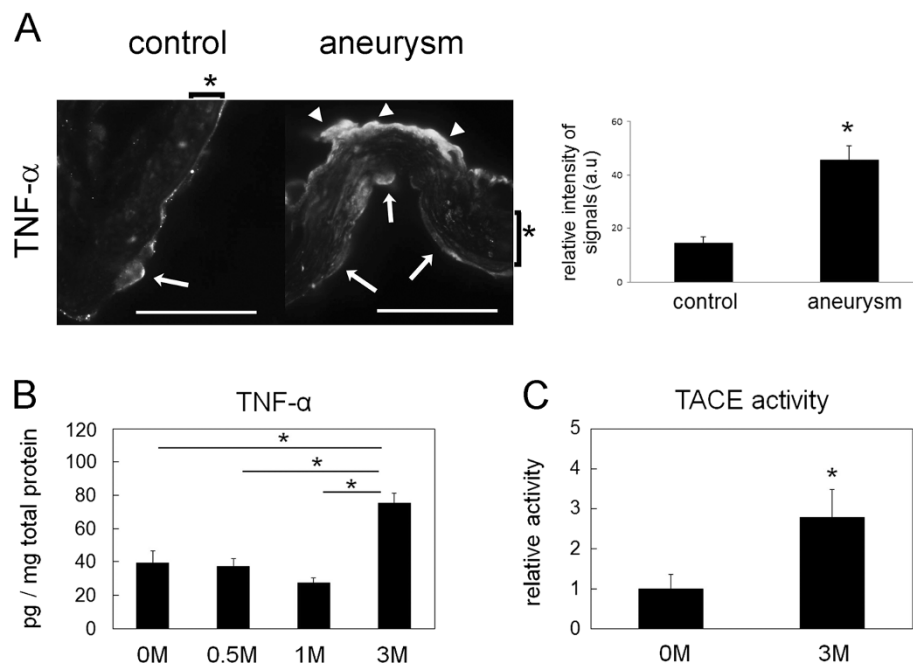 A
control
aneurysm
*
TNF-α
*
relative intensity of
signals (a.u)
60
40
20
0
*
control
aneurysm
B
TNF-α
pg / mg total protein
120
100
80
60
40
20
0
*
*
*
0M 0.5M 1M 3M
C
TACE activity
relative activity
5
4
3
2
1
0
*
0M 3M